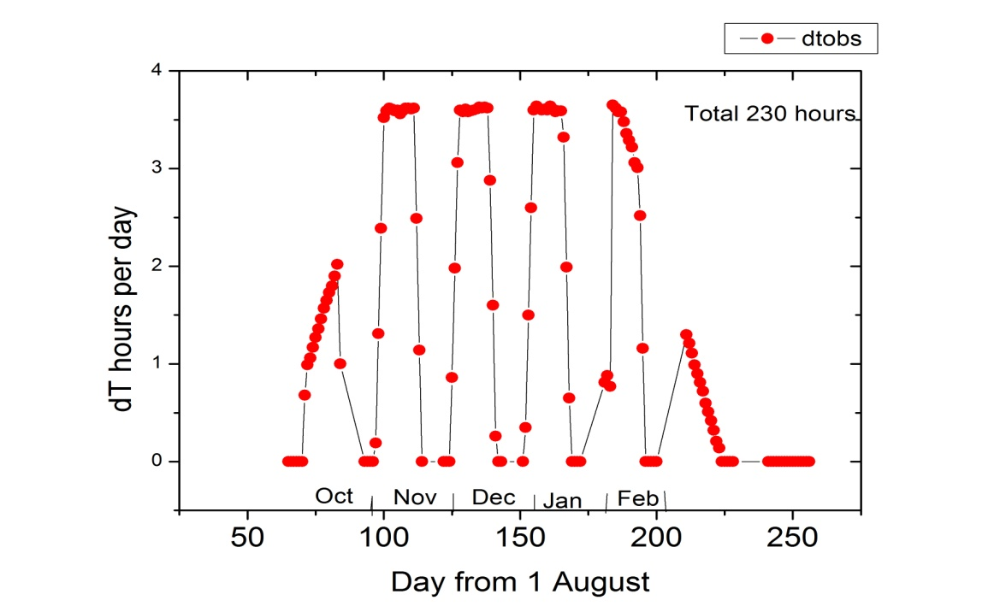 dtobs
4
Total 230 hours
3
2
1
0
dT hours per day
Oct Nov Dec Jan Feb
50 100 150 200 250
Day from 1 August